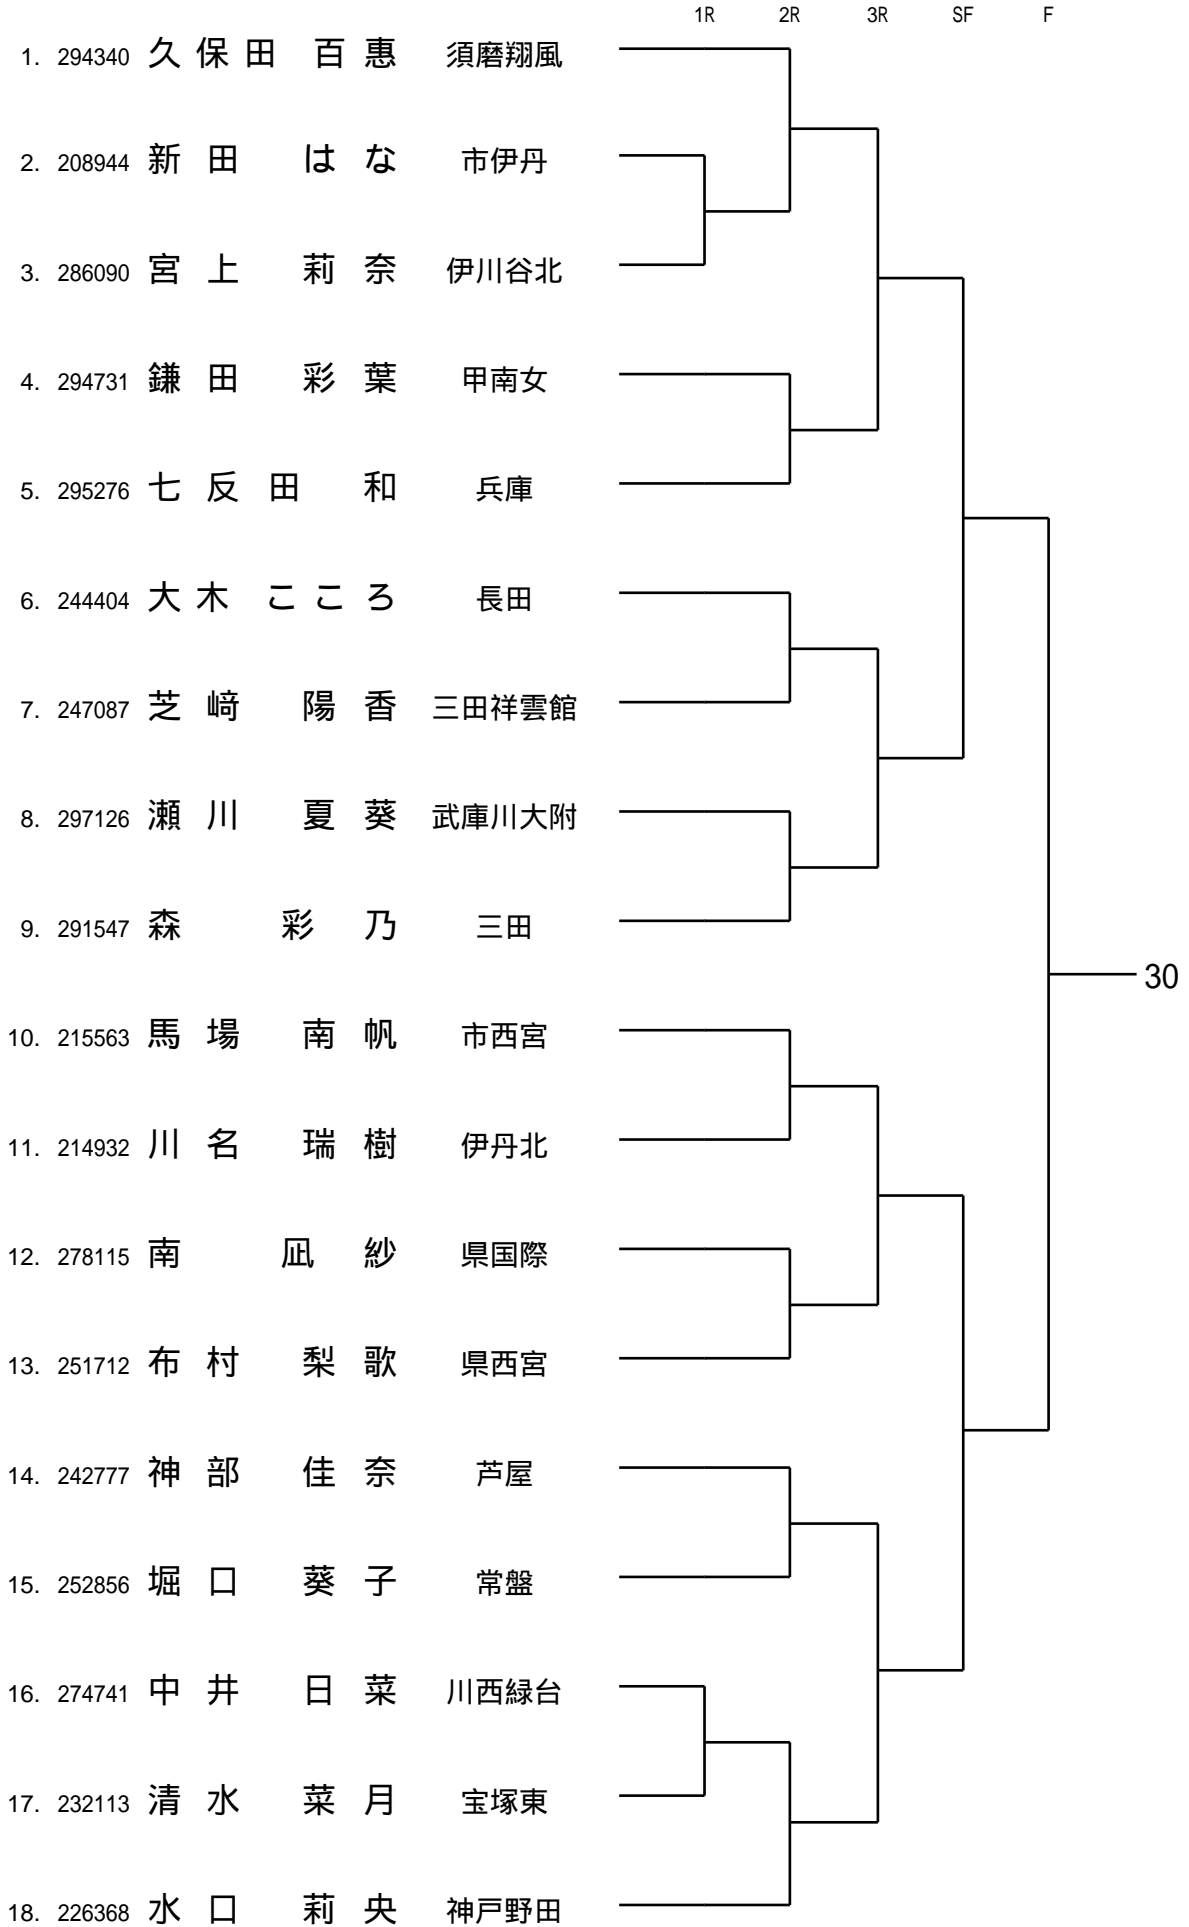 1R 2R 3R SF F
1. 294340 久保田 百恵 須磨翔風
2. 208944 新田 はな 市伊丹
3. 286090 宮上 莉奈 伊川谷北
4. 294731 鎌田 彩葉 甲南女
5. 295276 七反田 和 兵庫
6. 244404 大木 こころ 長田
7. 247087 芝﨑 陽香 三田祥雲館
8. 297126 瀬川 夏葵 武庫川大附
9. 291547 森 彩乃 三田
30
10. 215563 馬場 南帆 市西宮
11. 214932 川名 瑞樹 伊丹北
12. 278115 南 凪紗 県国際
13. 251712 布村 梨歌 県西宮
14. 242777 神部 佳奈 芦屋
15. 252856 堀口 葵子 常盤
16. 274741 中井 日菜 川西緑台
17. 232113 清水 菜月 宝塚東
18. 226368 水口 莉央 神戸野田